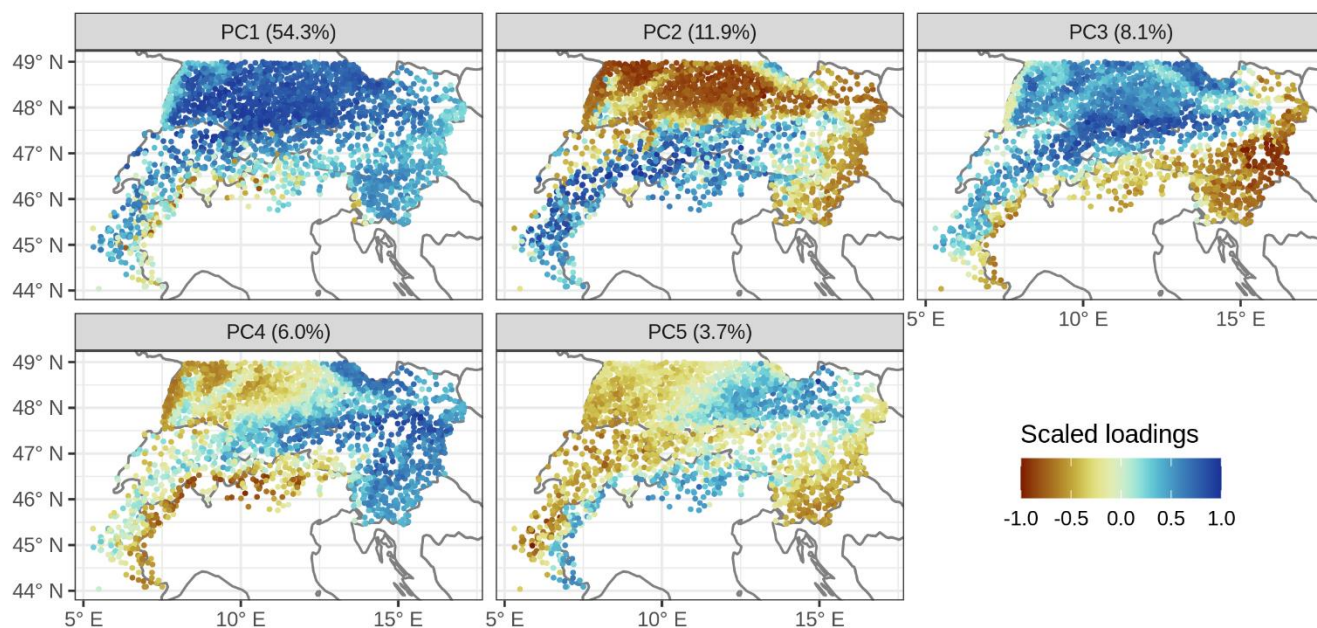 PC1 (54.3%)
PC2 (11.9%)
PC3 (8.1%)
49° N
48° N
47° N
46° N
45° N
44° N
5° E
10° E
15° E
PC4 (6.0%)
PC5 (3.7%)
49° N
48° N
47° N
46° N
45° N
44° N
Scaled loadings
-1.0 -0.5 0.0 0.5 1.0
5° E 10° E 15° E 5° E 10° E 15° E